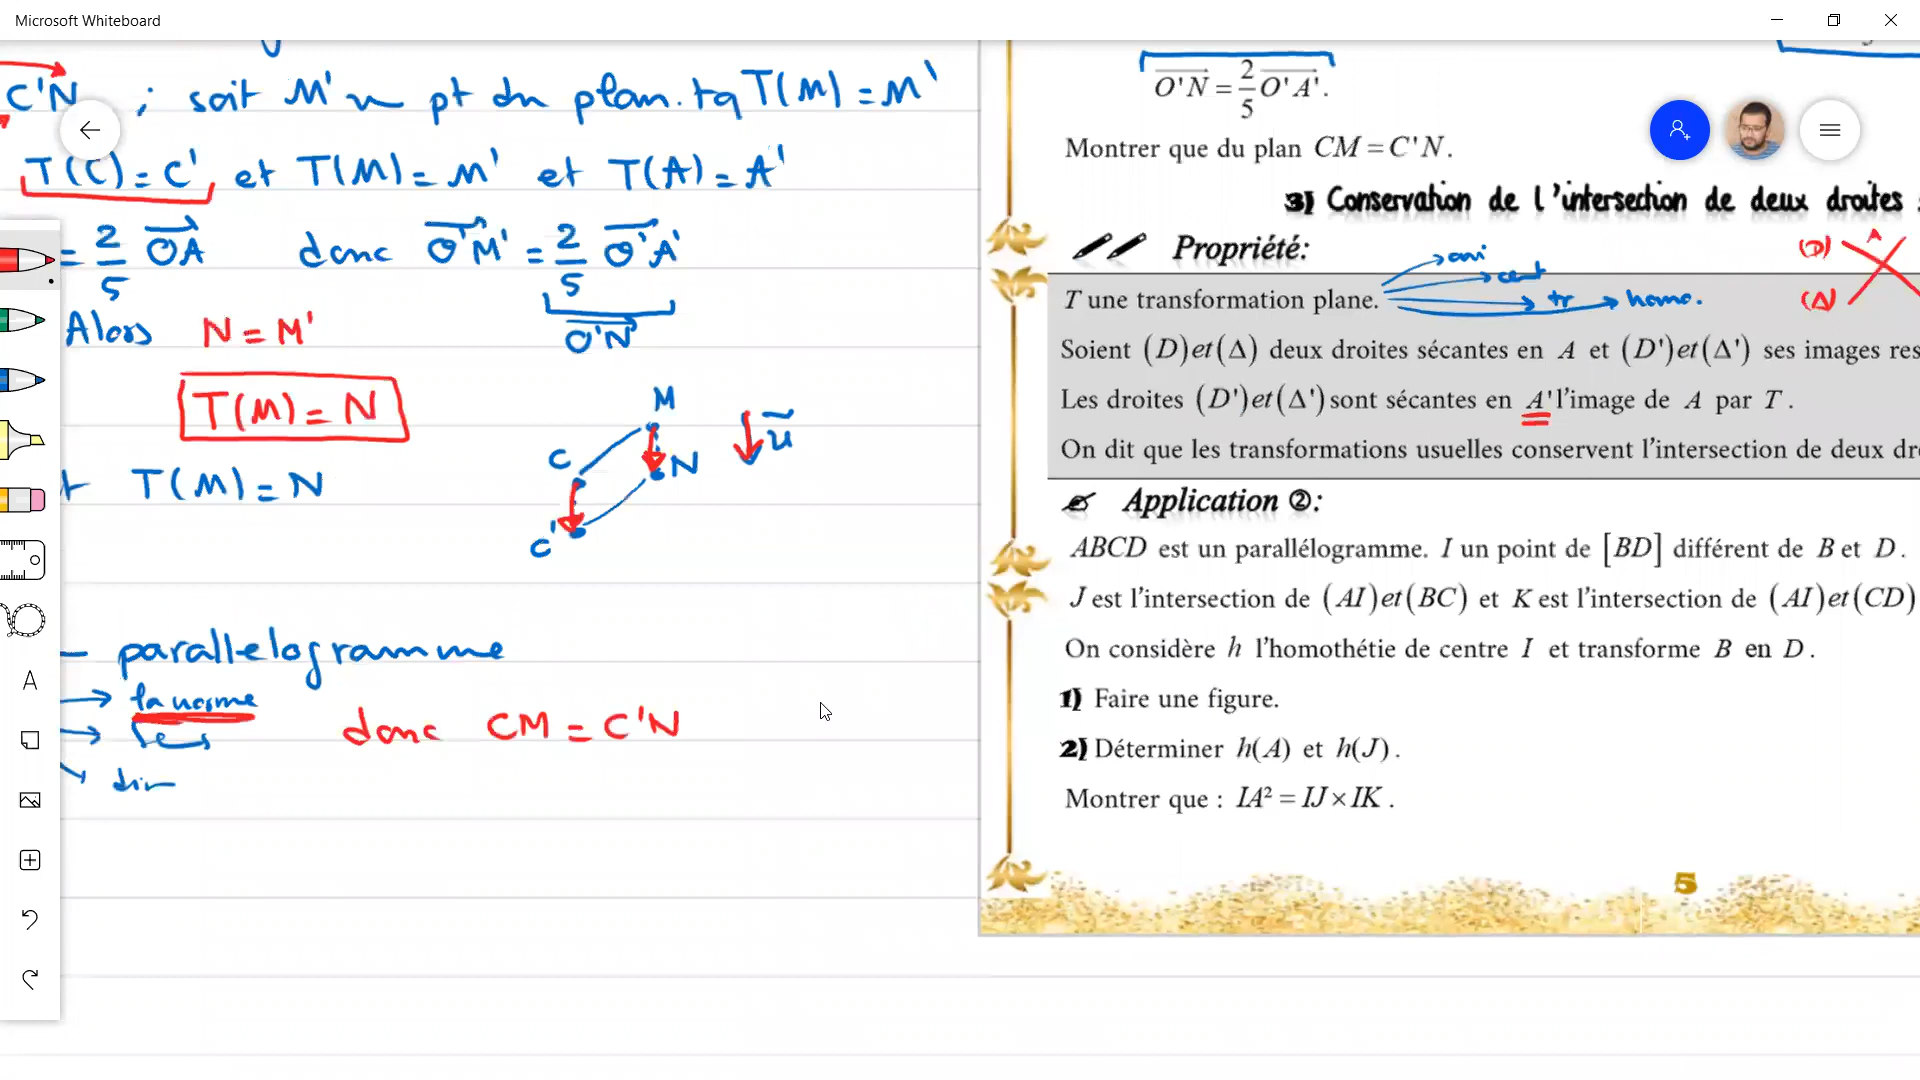 Microsoft Whiteboard
C'N ; soit M' un pt du plan. tq T(M) = M'
T(C) = C' et T(M) = M' et T(A) = A'
= 2/5 OA donc O'M' = 2/5 O'A'
O'N
Alors N = M'
T(M) = N
T(M) = N
M
C
N
u
C'
– parallelogramme
la norme
sens
dir
donc CM = C'N
O'N = 2/5 O'A'.
Montrer que du plan CM = C'N.
3) Conservation de l'intersection de deux droites :
Propriété:
axi
cent
tr
homo.
(D)
A
(Δ)
T une transformation plane.
Soient (D) et (Δ) deux droites sécantes en A et (D') et (Δ') ses images res
Les droites (D') et (Δ') sont sécantes en A' l'image de A par T.
On dit que les transformations usuelles conservent l'intersection de deux dr
Application ②:
ABCD est un parallélogramme. I un point de [BD] différent de B et D.
J est l'intersection de (AI) et (BC) et K est l'intersection de (AI) et (CD)
On considère h l'homothétie de centre I et transforme B en D.
1) Faire une figure.
2) Déterminer h(A) et h(J).
Montrer que : IA² = IJ × IK.
5